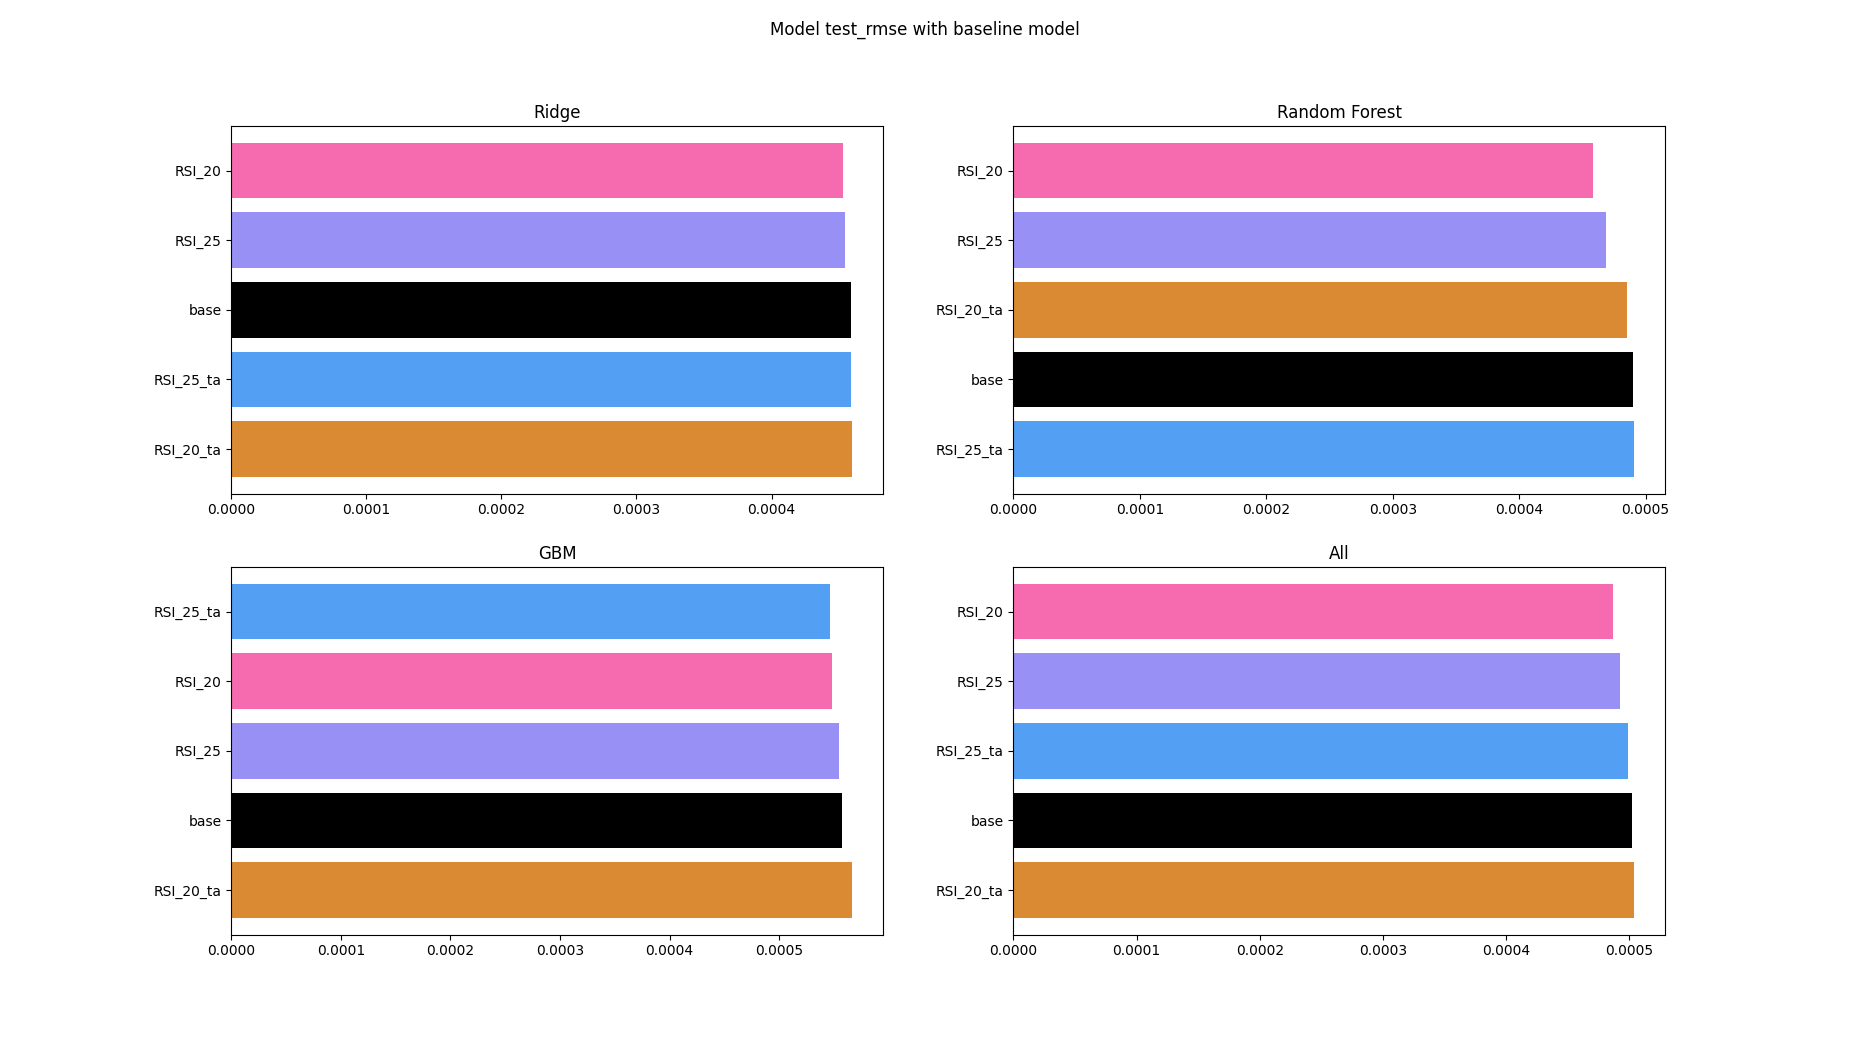 Model test_rmse with baseline model
Ridge
RSI_20
RSI_25
base
RSI_25_ta
RSI_20_ta
0.0000 0.0001 0.0002 0.0003 0.0004
Random Forest
RSI_20
RSI_25
RSI_20_ta
base
RSI_25_ta
0.0000 0.0001 0.0002 0.0003 0.0004 0.0005
GBM
RSI_25_ta
RSI_20
RSI_25
base
RSI_20_ta
0.0000 0.0001 0.0002 0.0003 0.0004 0.0005
All
RSI_20
RSI_25
RSI_25_ta
base
RSI_20_ta
0.0000 0.0001 0.0002 0.0003 0.0004 0.0005